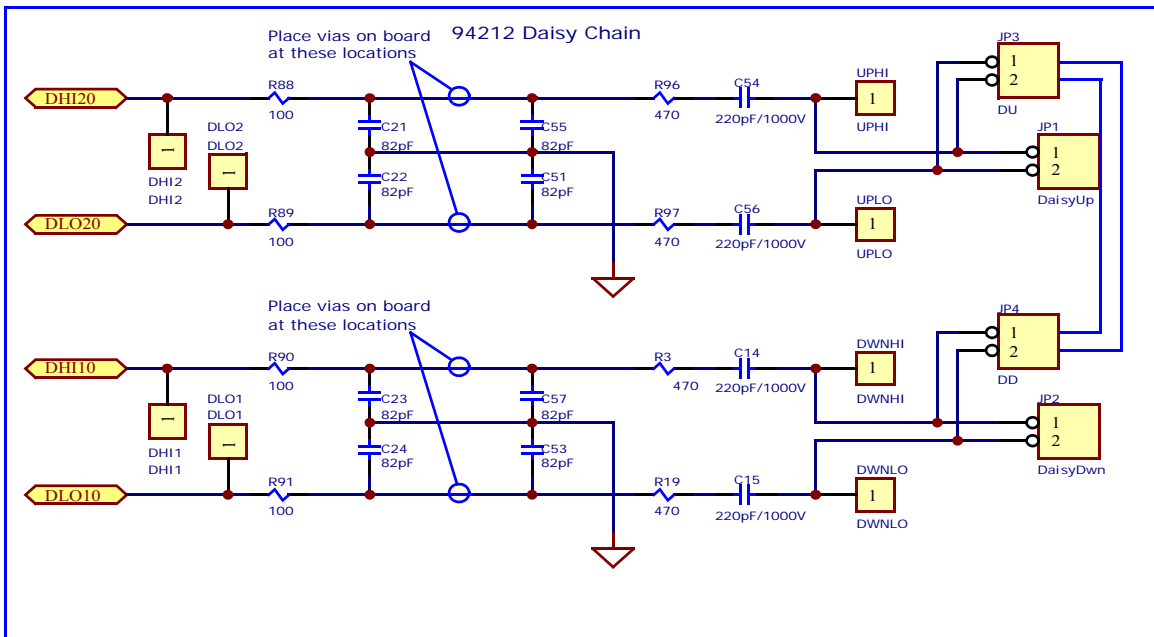 94212 Daisy Chain
Place vias on board
at these locations
DHI20
R88
100
C21
82pF
C22
82pF
C55
82pF
C51
82pF
R96
470
C54
220pF/1000V
UPHI
1
UPHI
JP3
1
2
DU
JP1
1
2
DaisyUp
1
DHI2
DHI2
DLO2
DLO2
1
DLO20
R89
100
R97
470
C56
220pF/1000V
UPLO
1
UPLO
Place vias on board
at these locations
DHI10
R90
100
C23
82pF
C24
82pF
C57
82pF
C53
82pF
R3
470
C14
220pF/1000V
DWNHI
1
DWNHI
JP4
1
2
DD
JP2
1
2
DaisyDwn
1
DHI1
DHI1
DLO1
DLO1
1
DLO10
R91
100
R19
470
C15
220pF/1000V
DWNLO
1
DWNLO